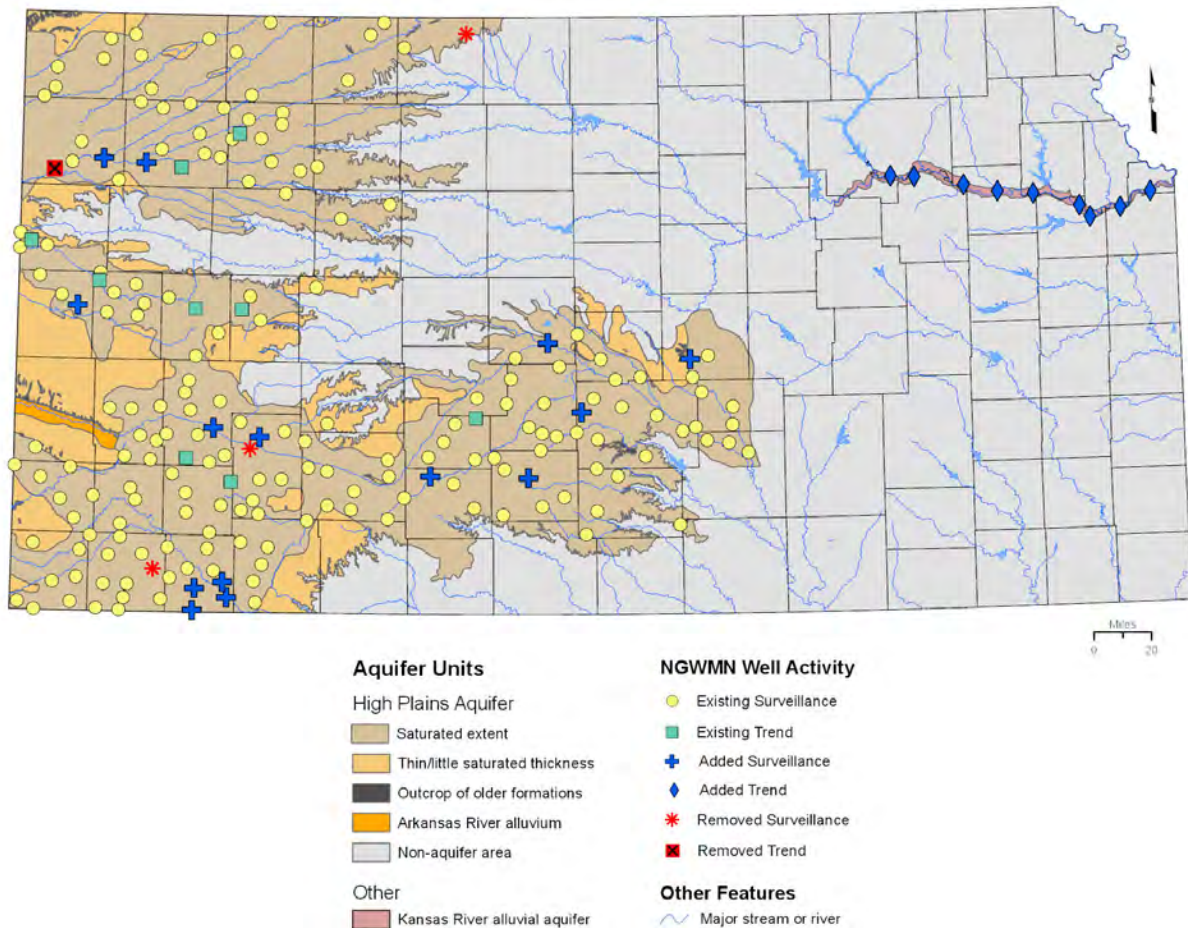 Miles
0 20
Aquifer Units
High Plains Aquifer
Saturated extent
Thin/little saturated thickness
Outcrop of older formations
Arkansas River alluvium
Non-aquifer area
Other
Kansas River alluvial aquifer
NGWMN Well Activity
Existing Surveillance
Existing Trend
Added Surveillance
Added Trend
Removed Surveillance
Removed Trend
Other Features
Major stream or river